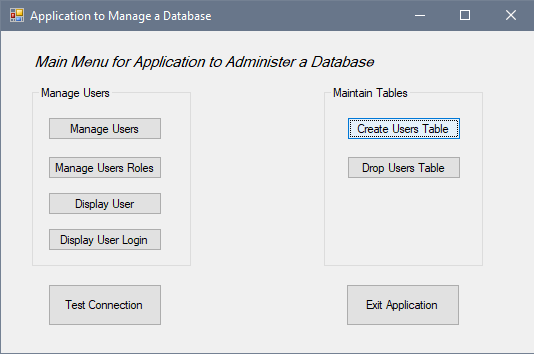 Application to Manage a Database
Main Menu for Application to Administer a Database
Manage Users
Manage Users
Manage Users Roles
Display User
Display User Login
Maintain Tables
Create Users Table
Drop Users Table
Test Connection
Exit Application